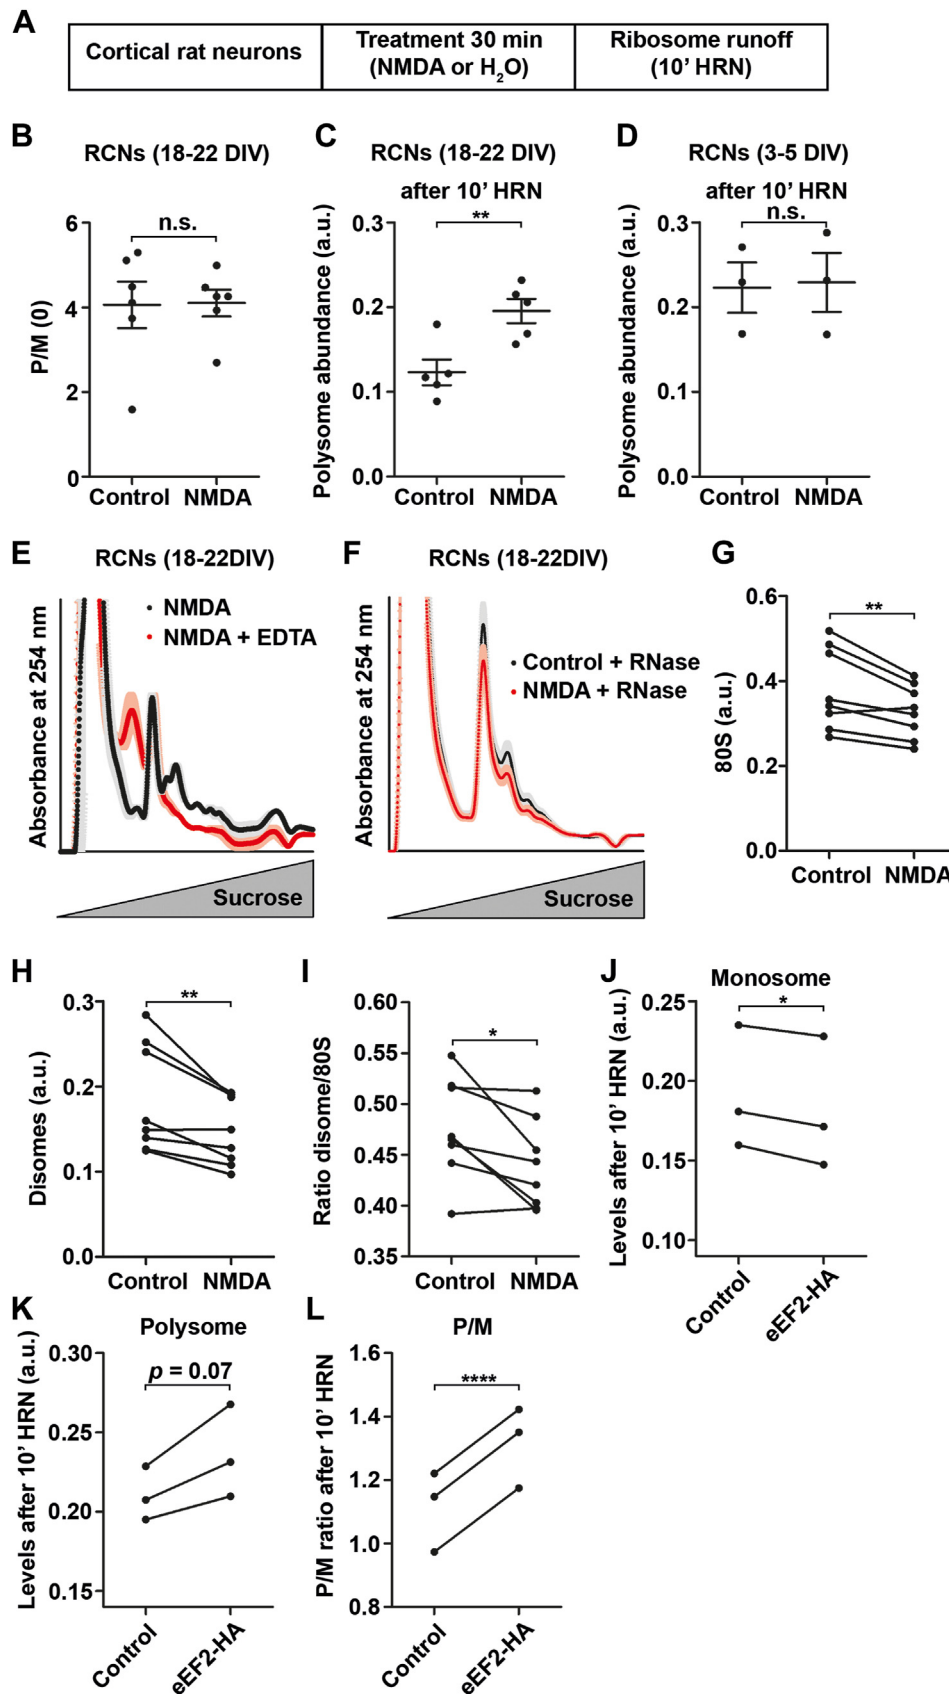 A
Cortical rat neurons
Treatment 30 min
(NMDA or H₂O)
Ribosome runoff
(10’ HRN)
B
RCNs (18-22 DIV)
n.s.
P/M (0)
6
4
2
0
Control
NMDA
C
RCNs (18-22 DIV)
after 10’ HRN
**
Polysome abundance (a.u.)
0.3
0.2
0.1
0.0
Control
NMDA
D
RCNs (3-5 DIV)
after 10’ HRN
n.s.
Polysome abundance (a.u.)
0.3
0.2
0.1
0.0
Control
NMDA
E
RCNs (18-22DIV)
NMDA
NMDA + EDTA
Absorbance at 254 nm
Sucrose
F
RCNs (18-22DIV)
Control + RNase
NMDA + RNase
Absorbance at 254 nm
Sucrose
G
**
80S (a.u.)
0.6
0.4
0.2
0.0
Control
NMDA
H
**
Disomes (a.u.)
0.3
0.2
0.1
0.0
Control
NMDA
I
*
Ratio disome/80S
0.60
0.55
0.50
0.45
0.40
0.35
Control
NMDA
J
Monosome
*
Levels after 10’ HRN (a.u.)
0.25
0.20
0.15
0.10
Control
eEF2-HA
K
Polysome
p = 0.07
Levels after 10’ HRN (a.u.)
0.30
0.25
0.20
0.15
Control
eEF2-HA
L
P/M
****
P/M ratio after 10’ HRN
1.4
1.2
1.0
0.8
Control
eEF2-HA